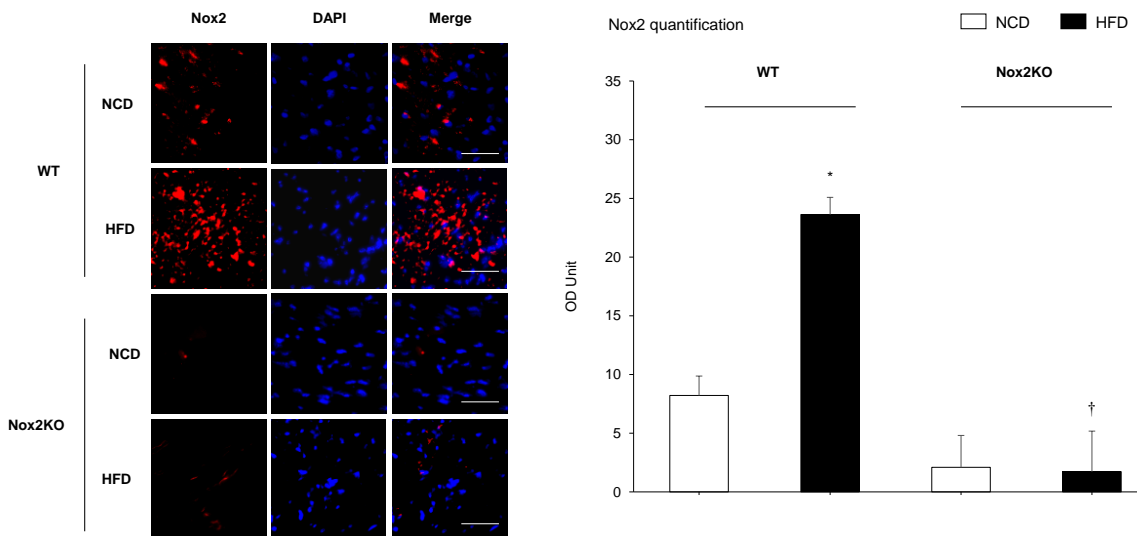 Nox2 DAPI Merge
WT
NCD
HFD
Nox2KO
NCD
HFD
Nox2 quantification
NCD HFD
WT Nox2KO
OD Unit
35
30
25
20
15
10
5
0
*
†